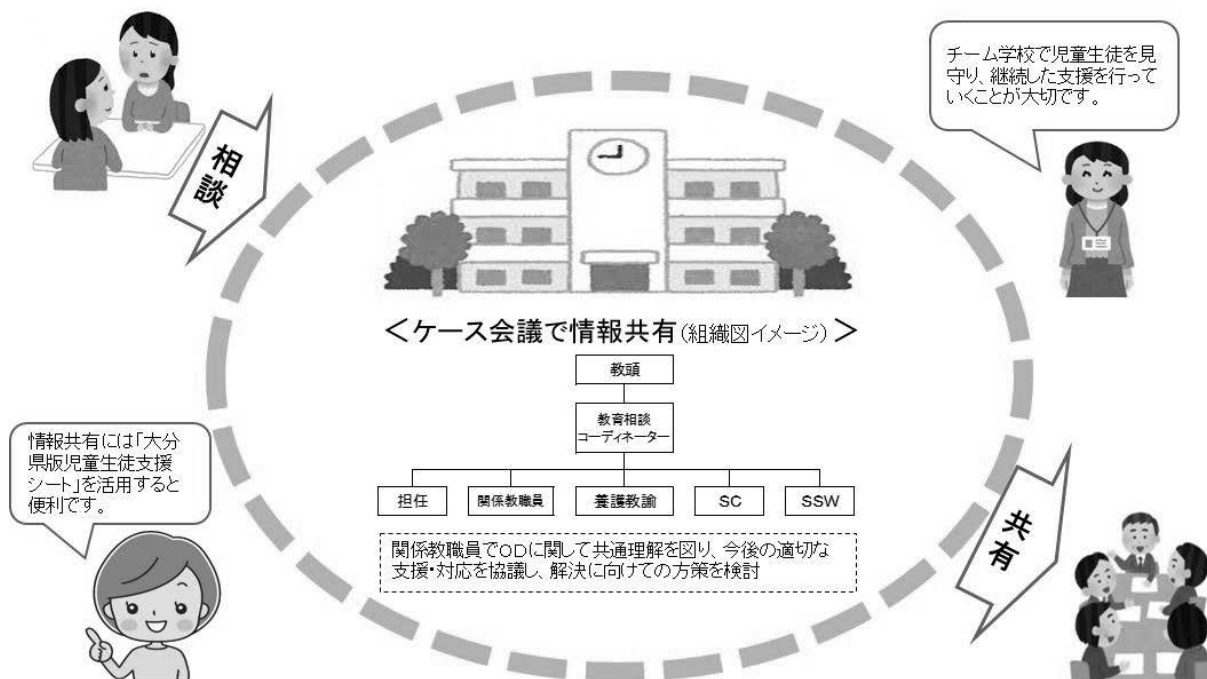 チーム学校で児童生徒を見
守り、継続した支援を行って
いくことが大切です。
相談
＜ケース会議で情報共有(組織図イメージ)＞
教頭
教育相談
コーディネーター
担任
関係教職員
養護教諭
SC
SSW
関係教職員でODに関して共通理解を図り、今後の適切な
支援・対応を協議し、解決に向けての方策を検討
情報共有には「大分
県版児童生徒支援
シート」を活用すると
便利です。
共有